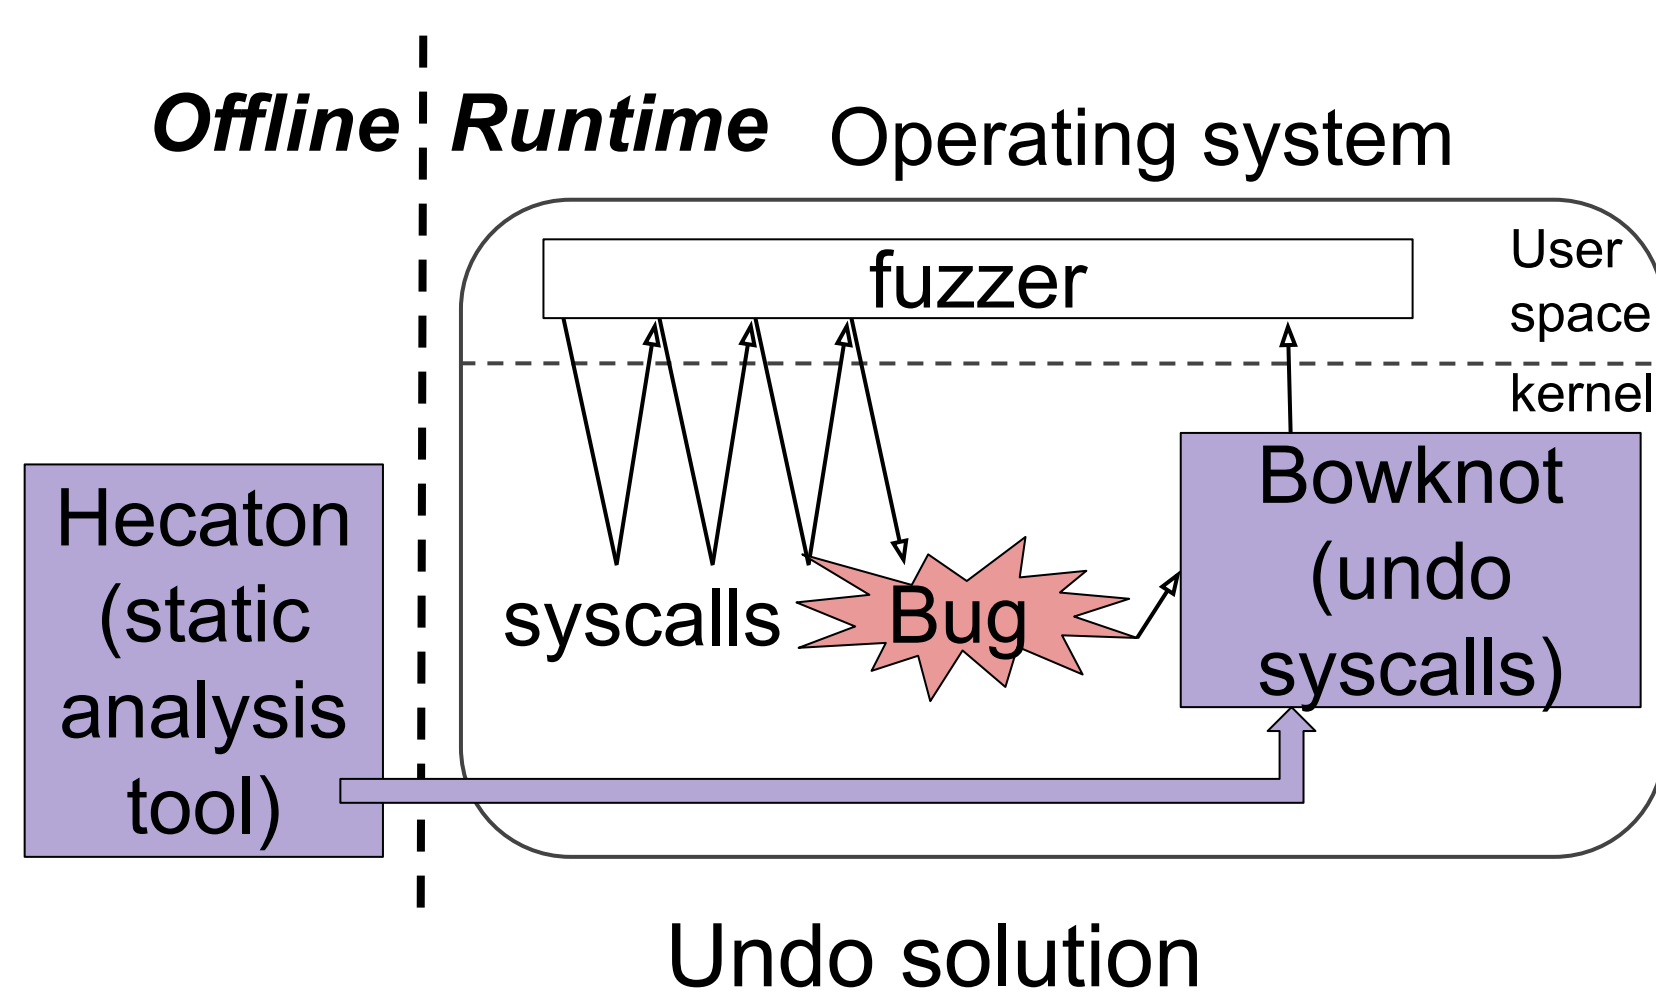 Offline
Runtime
Operating system
fuzzer
User
space
kernel
Hecaton
(static
analysis
tool)
syscalls
Bug
Bowknot
(undo
syscalls)
Undo solution